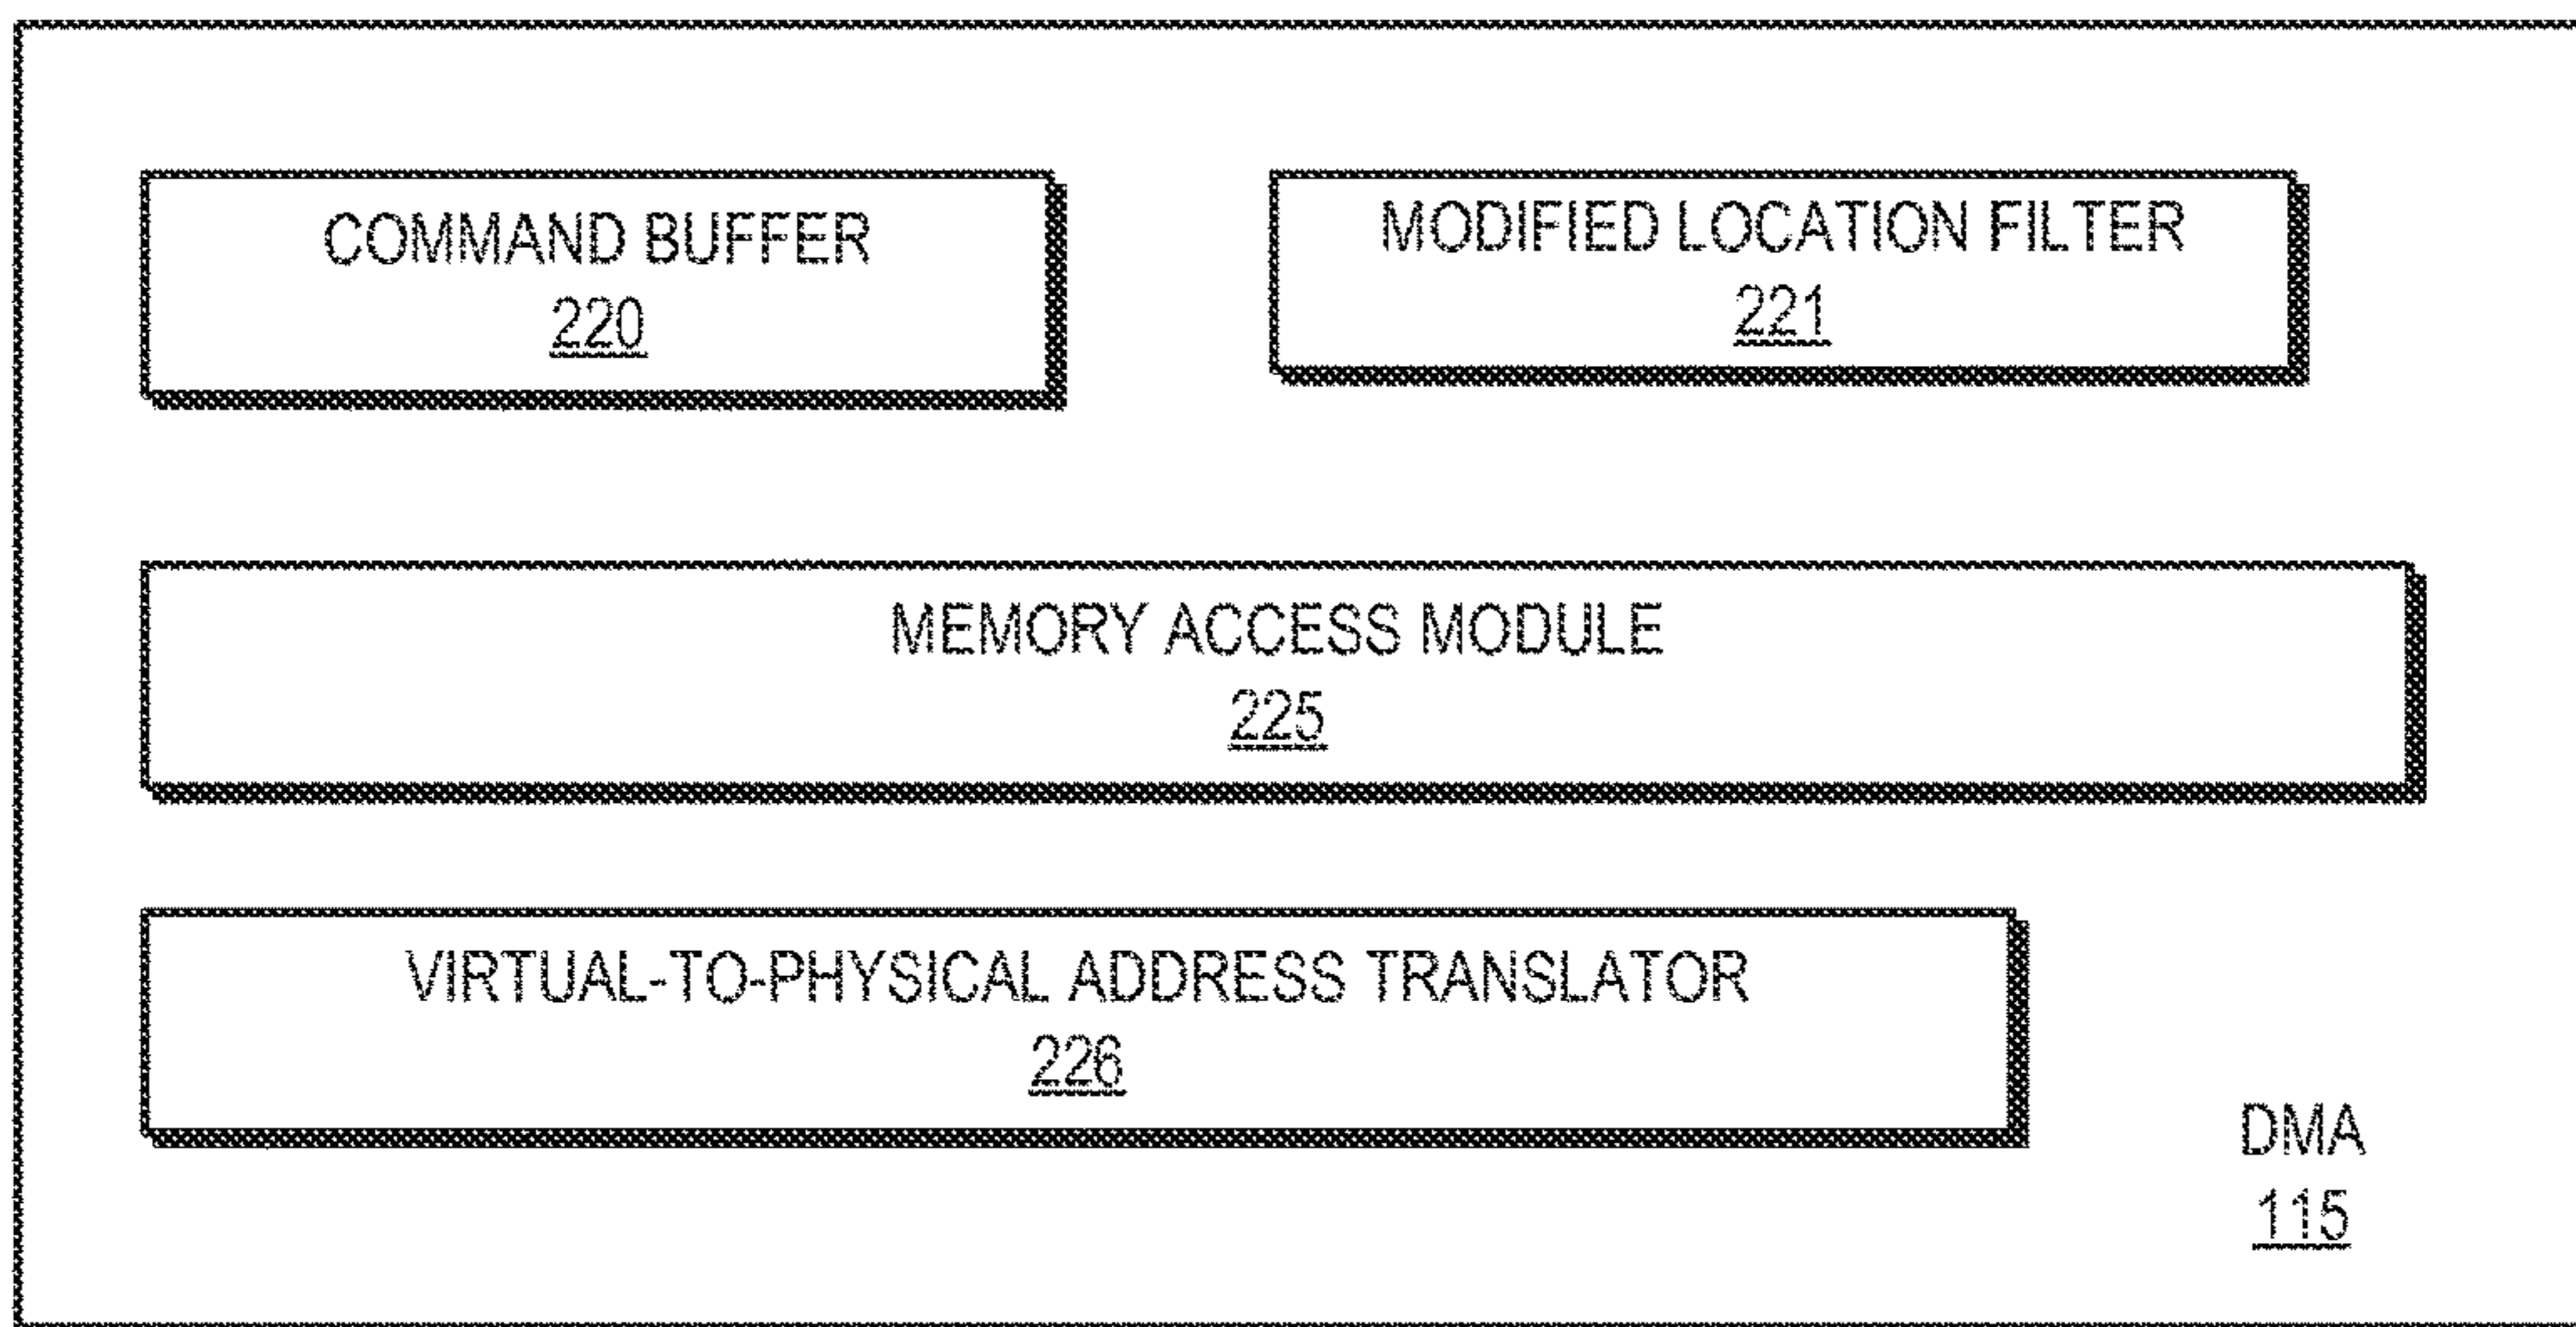 COMMAND BUFFER
220
MODIFIED LOCATION FILTER
221
MEMORY ACCESS MODULE
225
VIRTUAL-TO-PHYSICAL ADDRESS TRANSLATOR
226
DMA
115